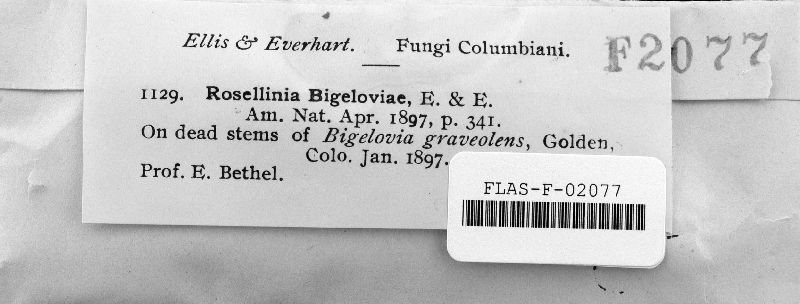 Ellis & Everhart. Fungi Columbiani. F2077
1129. Rosellinia Bigeloviae, E. & E.
Am. Nat. Apr. 1897, p. 341.
On dead stems of Bigelovia graveolens, Golden,
Colo. Jan. 1897.
Prof. E. Bethel.
FLAS-F-02077